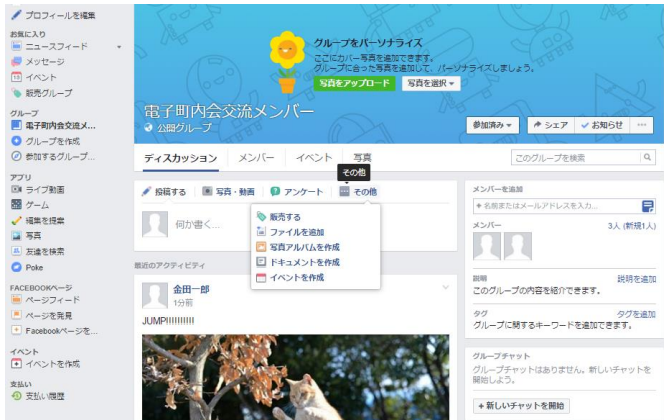 プロフィールを編集
お気に入り
ニュースフィード
メッセージ
イベント
販売グループ
グループ
電子町内会交流メ...
グループを作成
参加するグループ...
アプリ
ライブ動画
ゲーム
編集を提案
写真
友達を検索
Poke
FACEBOOKページ
ページフィード
ページを発見
Facebookページを...
イベント
イベントを作成
支払い
支払い履歴
グループをパーソナライズ
ここにカバー写真を追加できます。
グループに合った写真を追加して、パーソナライズしましょう。
写真をアップロード 写真を選択
電子町内会交流メンバー
公開グループ
参加済み シェア お知らせ ...
ディスカッション メンバー イベント 写真
このグループを検索
その他
投稿する 写真・動画 アンケート その他
何か書く...
販売する
ファイルを追加
写真アルバムを作成
ドキュメントを作成
イベントを作成
最近のアクティビティ
金田一郎
1分前
JUMP!!!!!!!!!!
メンバーを追加
+ 名前またはメールアドレスを入力...
メンバー 3人 (新規1人)
説明 説明を追加
このグループの内容を紹介できます。
タグ タグを追加
グループに関するキーワードを追加できます。
グループチャット
グループチャットはありません。新しいチャットを
開始しよう。
+新しいチャットを開始